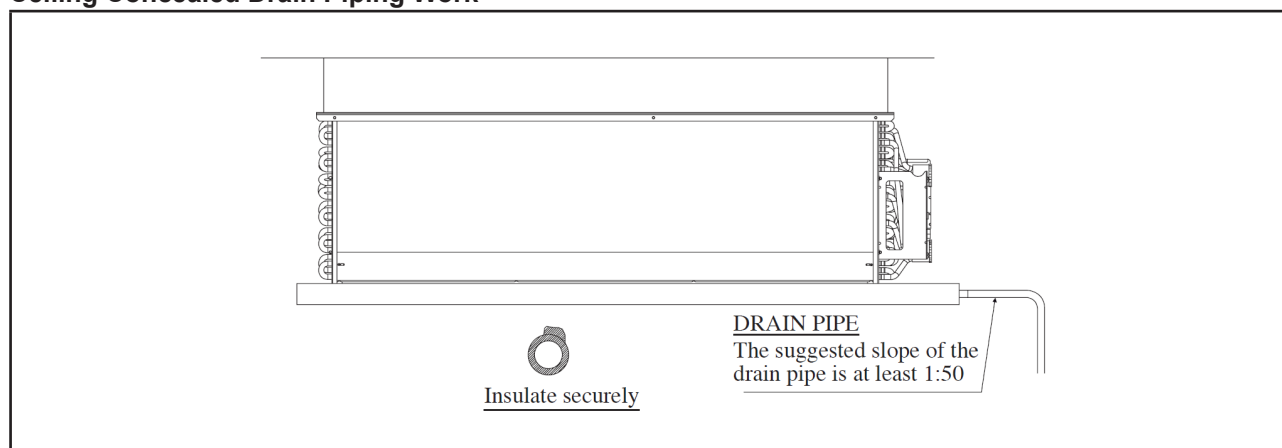 Ceiling Concealed Drain Piping Work
DRAIN PIPE
The suggested slope of the
drain pipe is at least 1:50
Insulate securely